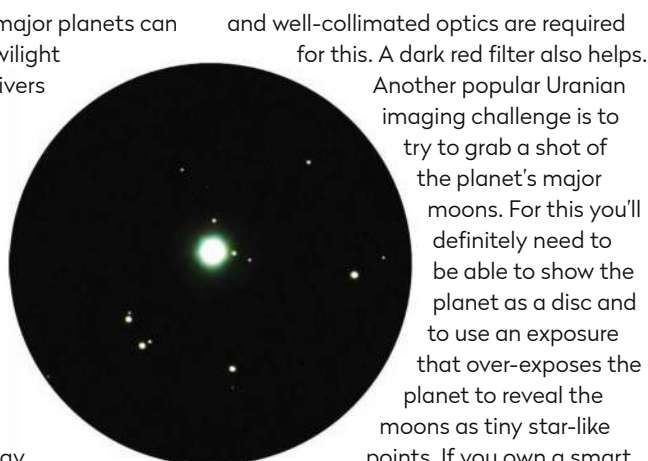 major planets can
ivers
and well-collimated optics are required
for this. A dark red filter also helps.
Another popular Uranian
imaging challenge is to
try to grab a shot of
the planet's major
moons. For this you'll
definitely need to
be able to show the
planet as a disc and
to use an exposure
that over-exposes the
planet to reveal the
moons as tiny star-like
points. If you own a smart